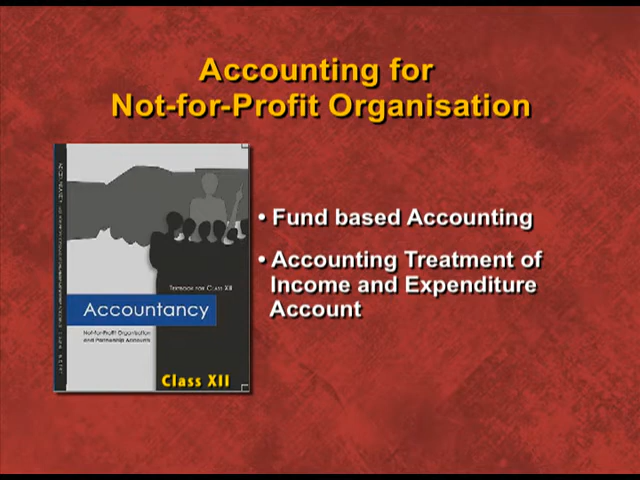 Accounting for
Not-for-Profit Organisation
• Fund based Accounting
• Accounting Treatment of
Income and Expenditure
Account
Textbook for Class XII
Accountancy
Not-for-Profit Organisation
and Partnership Accounts
Class XII